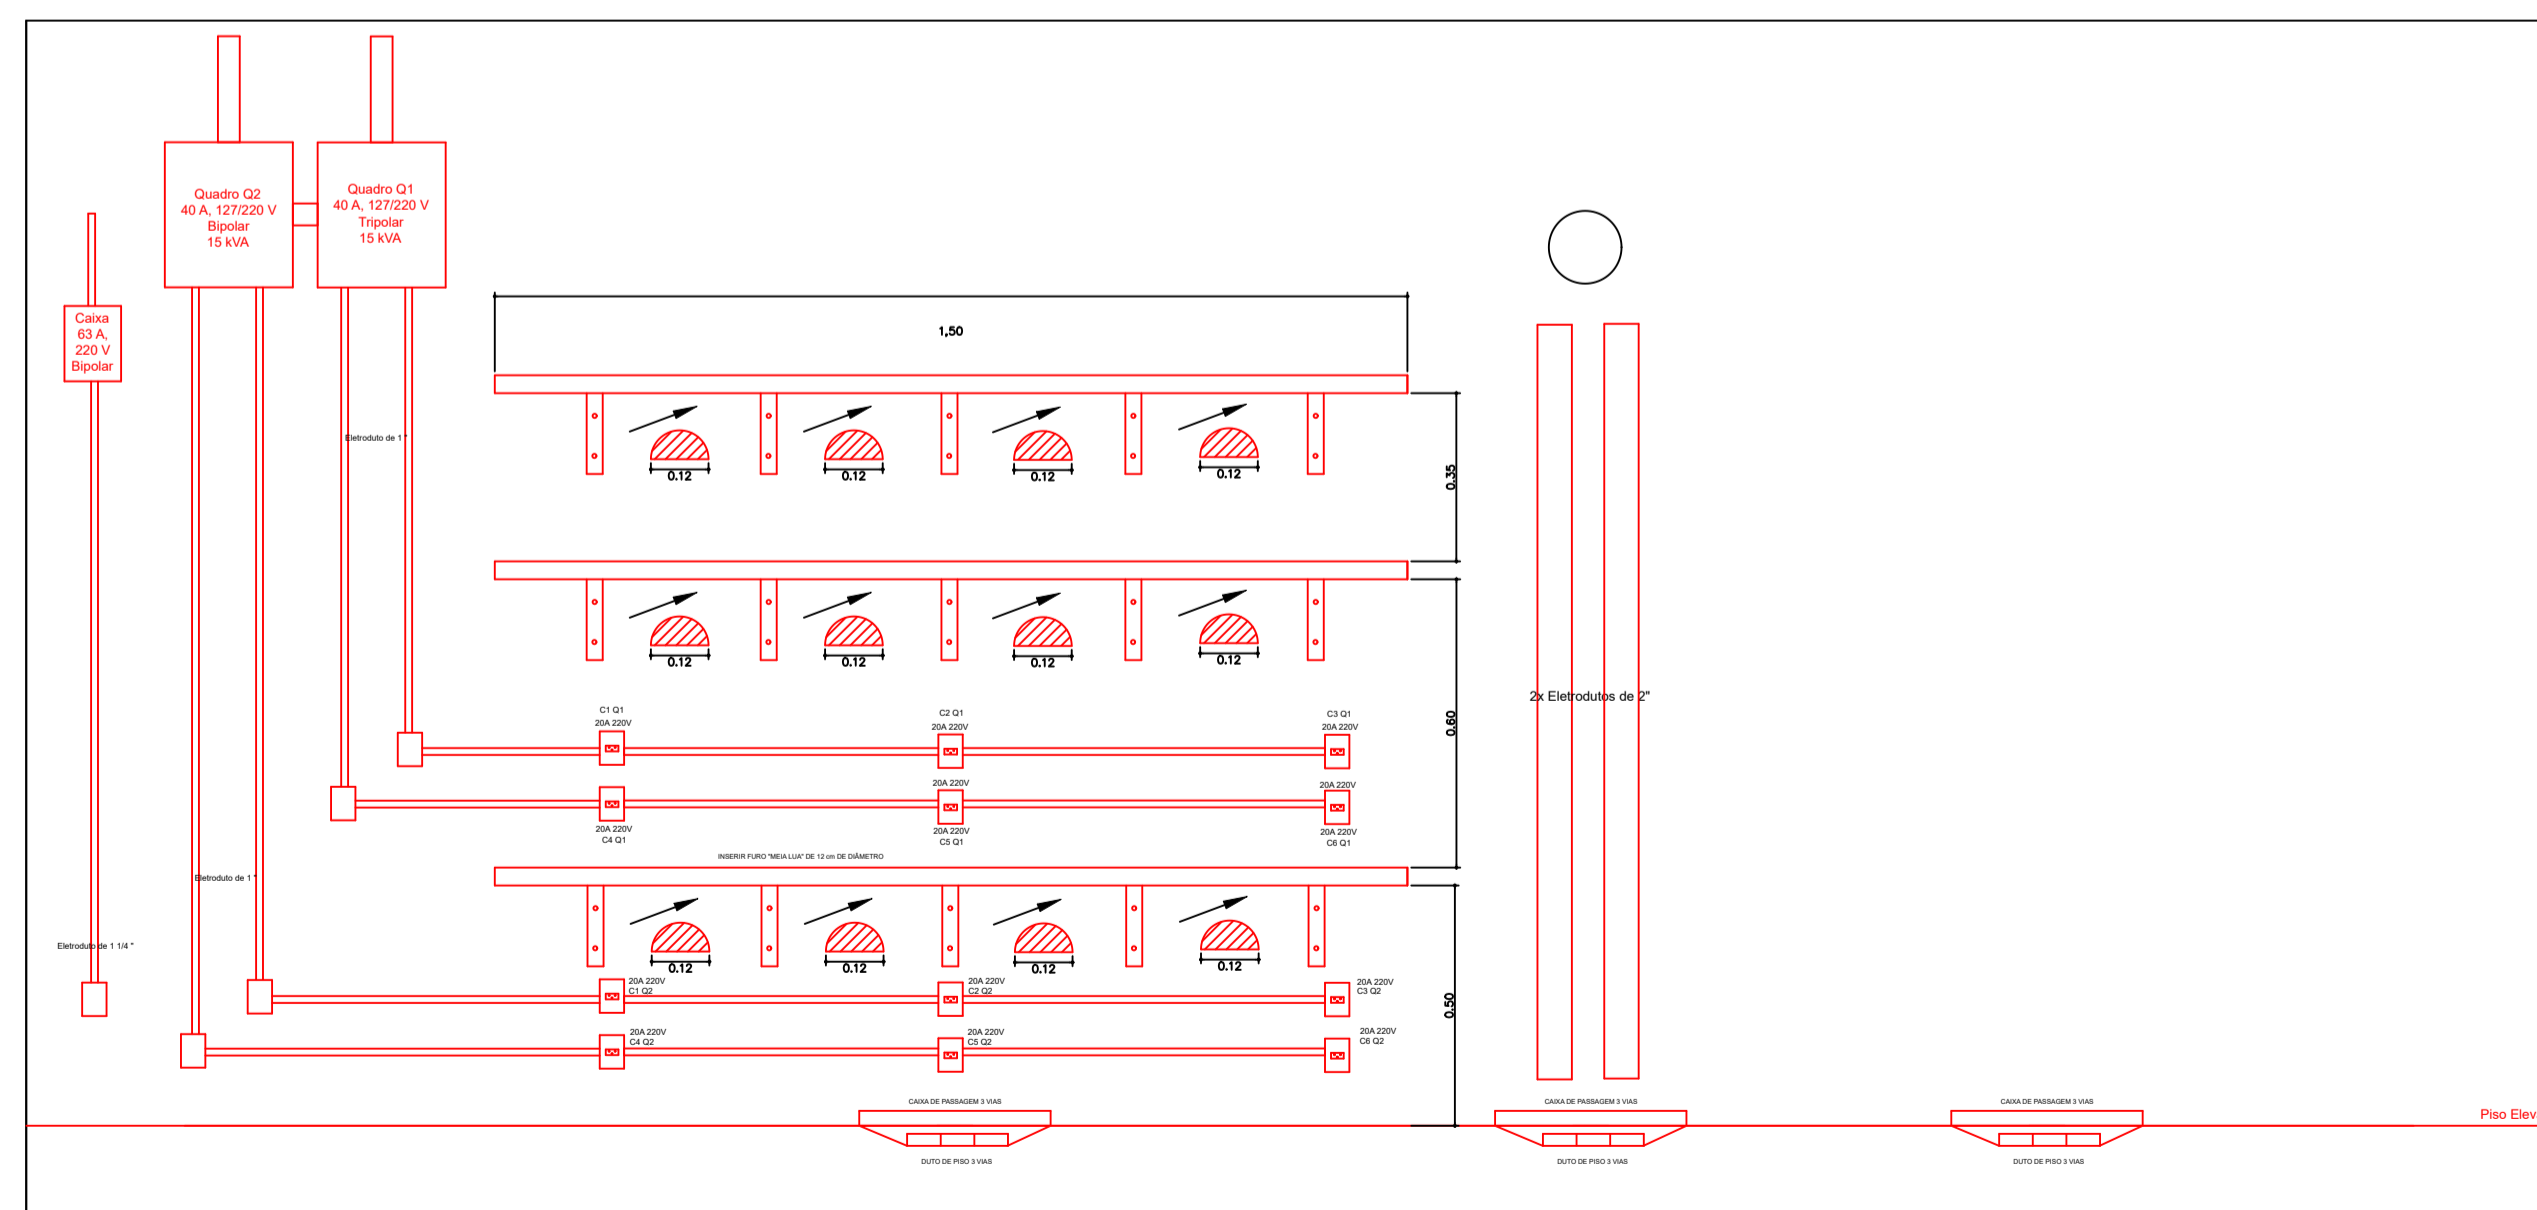 Quadro Q2
40 A, 127/220 V
Bipolar
15 kVA
Quadro Q1
40 A, 127/220 V
Tripolar
15 kVA
Caixa
63 A,
220 V
Bipolar
1,50
Eletroduto de 1 "
0.12
0.12
0.12
0.12
0.35
0.12
0.12
0.12
0.12
2x Eletrodutos de 2"
C1 Q1
20A 220V
C2 Q1
20A 220V
C3 Q1
20A 220V
0.60
20A 220V
20A 220V
20A 220V
C4 Q1
20A 220V
C5 Q1
20A 220V
C6 Q1
INSERIR FURO "MEIA LUA" DE 12 cm DE DIÂMETRO
Eletroduto de 1 "
Eletroduto de 1 1/4 "
0.12
0.12
0.12
0.12
20A 220V
C1 Q2
20A 220V
C2 Q2
20A 220V
C3 Q2
0.50
20A 220V
C4 Q2
20A 220V
C5 Q2
20A 220V
C6 Q2
CAIXA DE PASSAGEM 3 VIAS
CAIXA DE PASSAGEM 3 VIAS
CAIXA DE PASSAGEM 3 VIAS
Piso Elev
DUTO DE PISO 3 VIAS
DUTO DE PISO 3 VIAS
DUTO DE PISO 3 VIAS